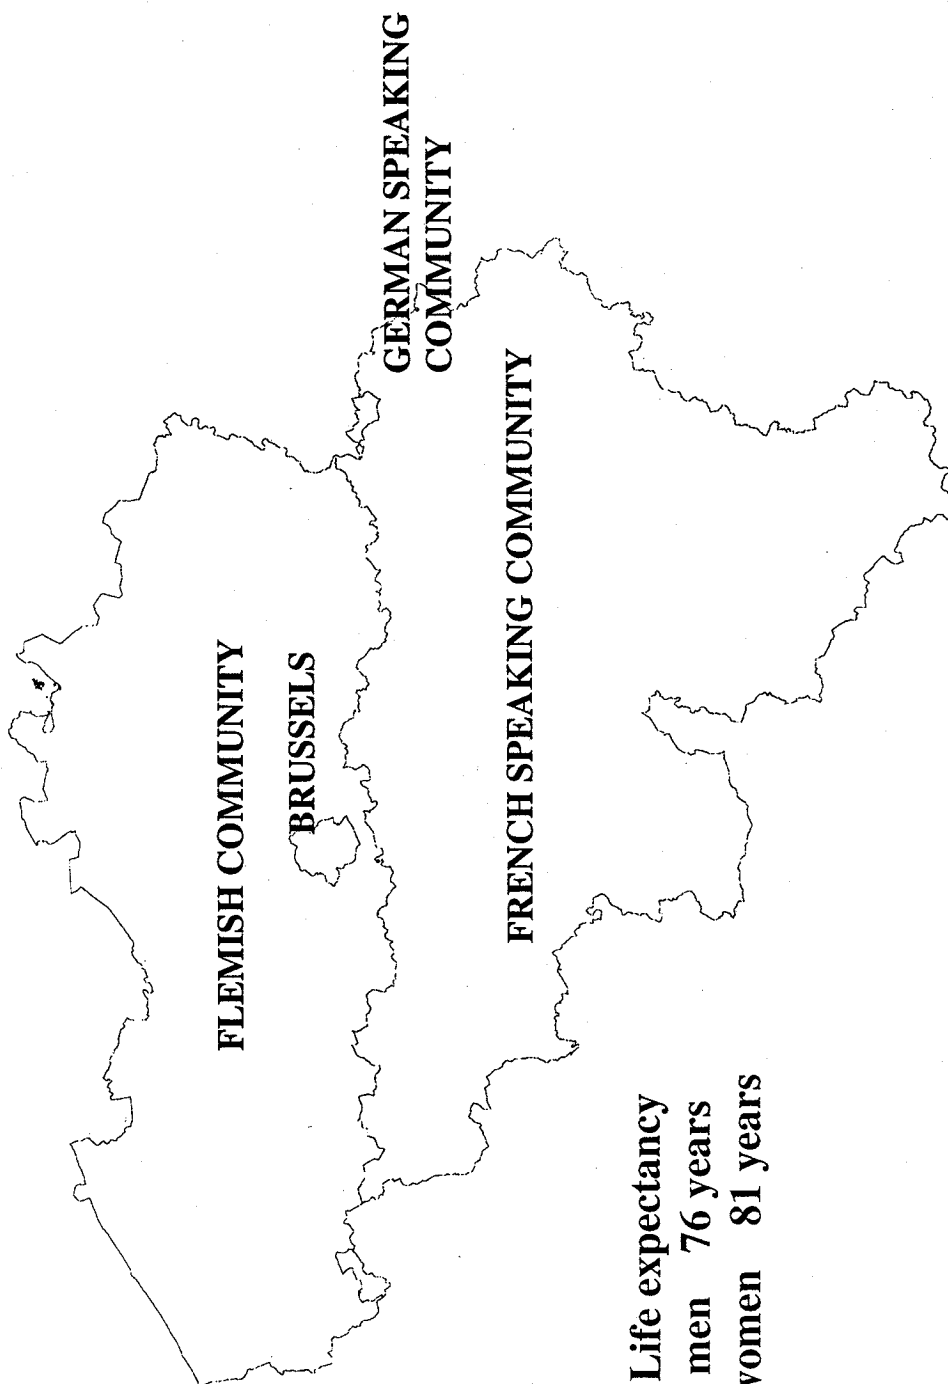 FLEMISH COMMUNITY
BRUSSELS
GERMAN SPEAKING
COMMUNITY
FRENCH SPEAKING COMMUNITY
Life expectancy
men 76 years
women 81 years